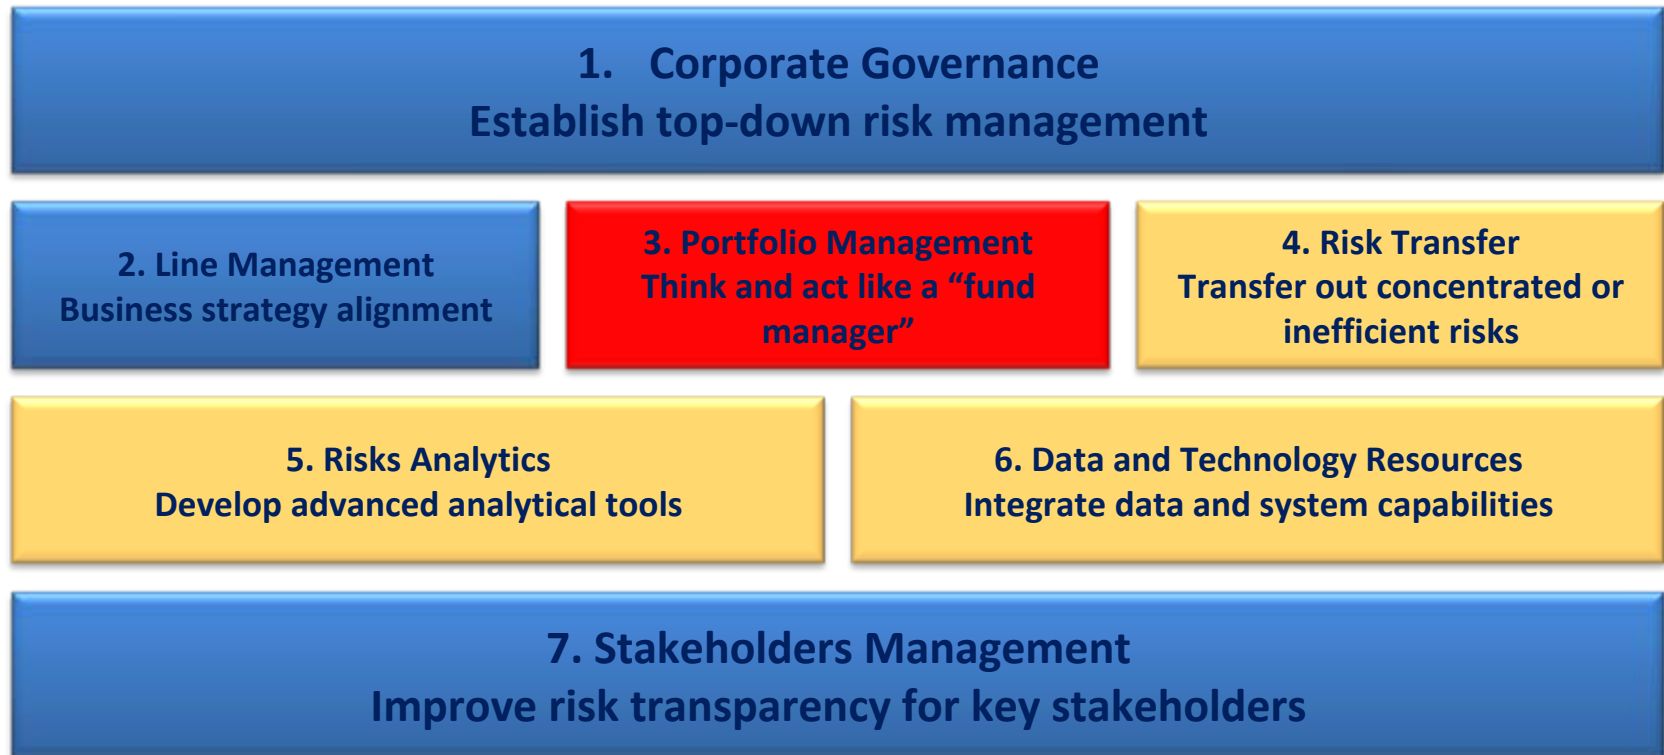 1. Corporate Governance
Establish top-down risk management
2. Line Management
Business strategy alignment
3. Portfolio Management
Think and act like a “fund
manager”
4. Risk Transfer
Transfer out concentrated or
inefficient risks
5. Risks Analytics
Develop advanced analytical tools
6. Data and Technology Resources
Integrate data and system capabilities
7. Stakeholders Management
Improve risk transparency for key stakeholders